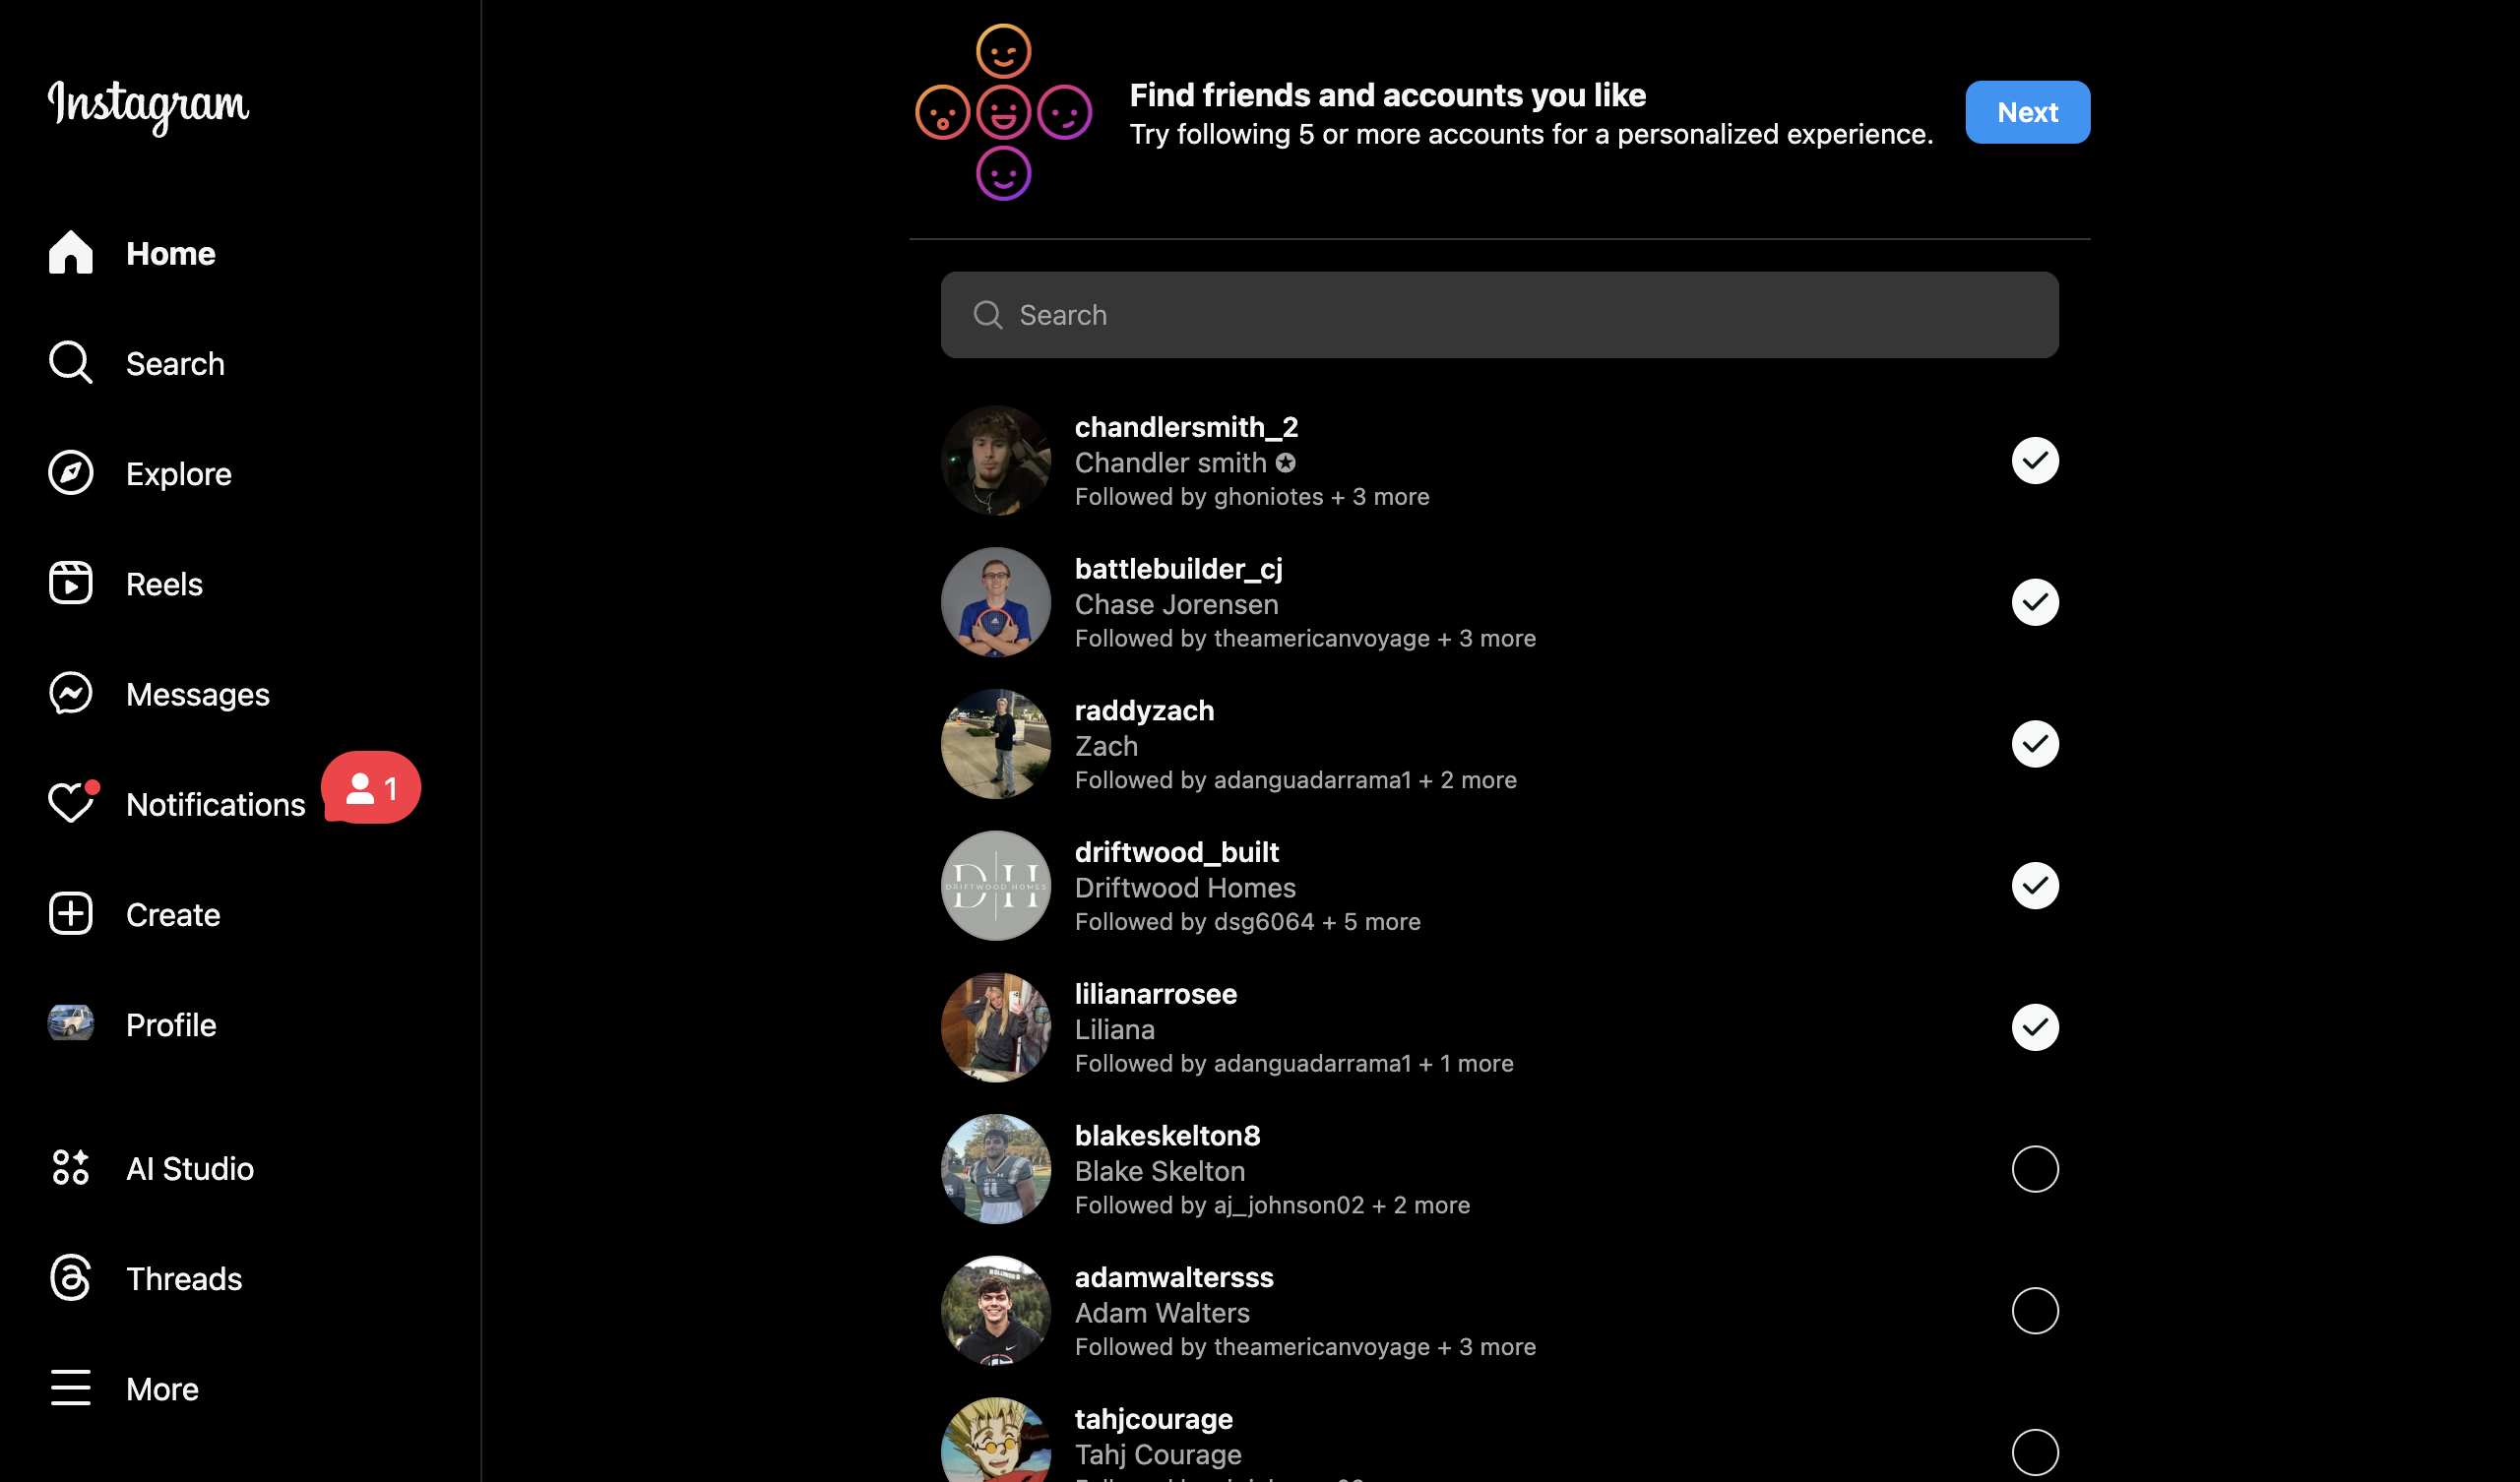 Instagram
Home
Search
Explore
Reels
Messages
Notifications
1
Create
Profile
AI Studio
Threads
More
Find friends and accounts you like
Try following 5 or more accounts for a personalized experience.
Next
Search
chandlersmith_2
Chandler smith
Followed by ghoniotes + 3 more
battlebuilder_cj
Chase Jorensen
Followed by theamericanvoyage + 3 more
raddyzach
Zach
Followed by adanguadarrama1 + 2 more
DH
DRIFTWOOD HOMES
driftwood_built
Driftwood Homes
Followed by dsg6064 + 5 more
lilianarrosee
Liliana
Followed by adanguadarrama1 + 1 more
blakeskelton8
Blake Skelton
Followed by aj_johnson02 + 2 more
adamwaltersss
Adam Walters
Followed by theamericanvoyage + 3 more
tahjcourage
Tahj Courage